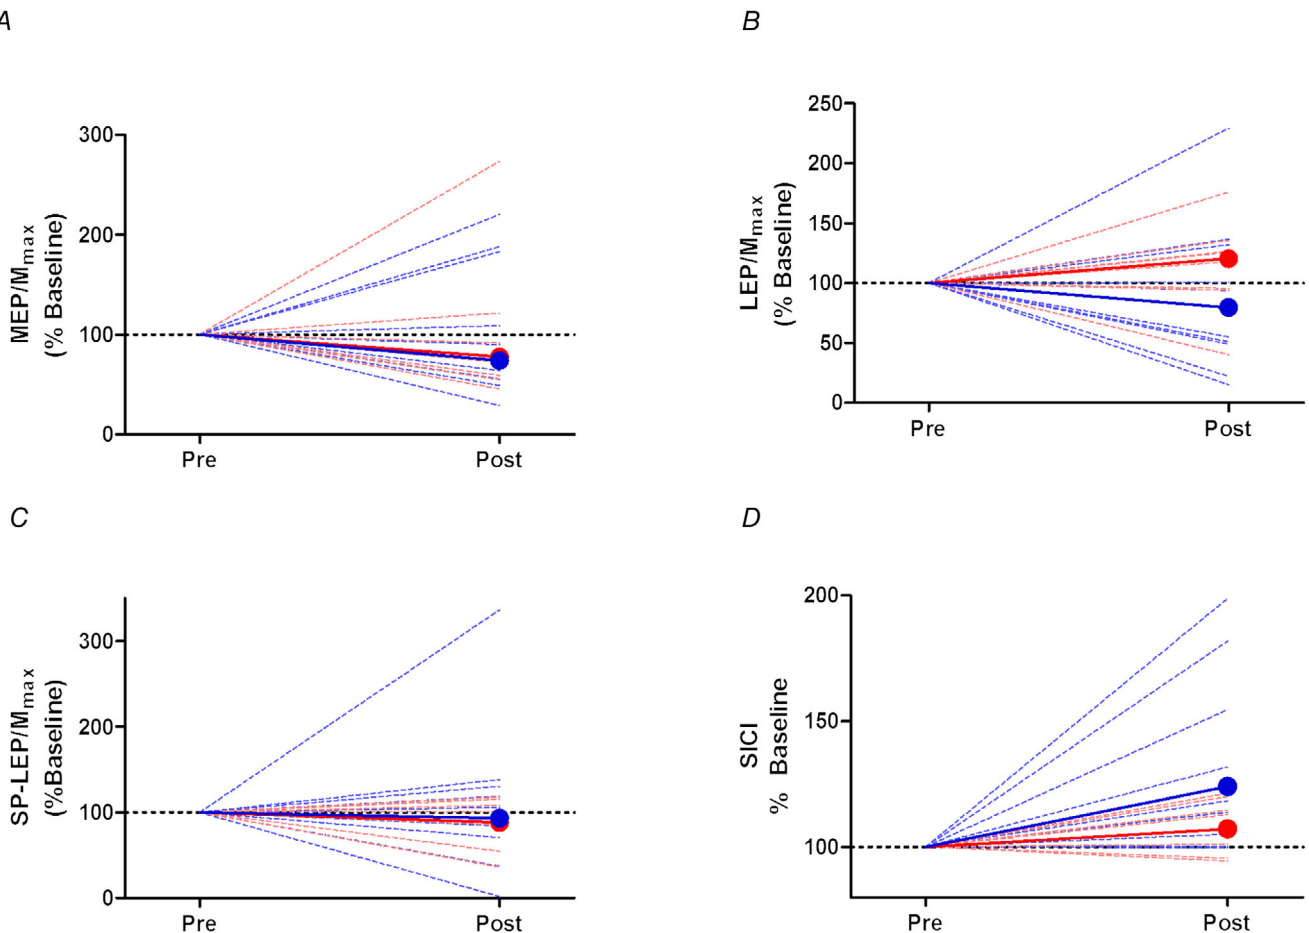 A
MEP/Mmax
(% Baseline)
300
200
100
0
Pre
Post
B
LEP/Mmax
(% Baseline)
250
200
150
100
50
0
Pre
Post
C
SP-LEP/Mmax
(%Baseline)
300
200
100
0
Pre
Post
D
SICI
% Baseline
200
150
100
Pre
Post